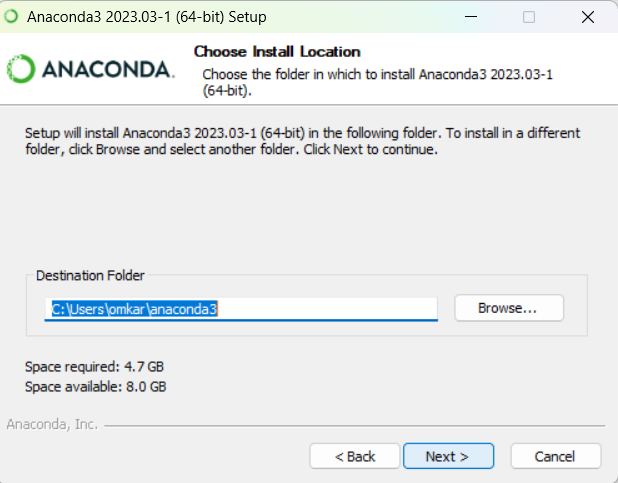 Anaconda3 2023.03-1 (64-bit) Setup
ANACONDA.
Choose Install Location
Choose the folder in which to install Anaconda3 2023.03-1
(64-bit).
Setup will install Anaconda3 2023.03-1 (64-bit) in the following folder. To install in a different
folder, click Browse and select another folder. Click Next to continue.
Destination Folder
C:\Users\omkar\anaconda3
Browse...
Space required: 4.7 GB
Space available: 8.0 GB
Anaconda, Inc.
< Back
Next >
Cancel